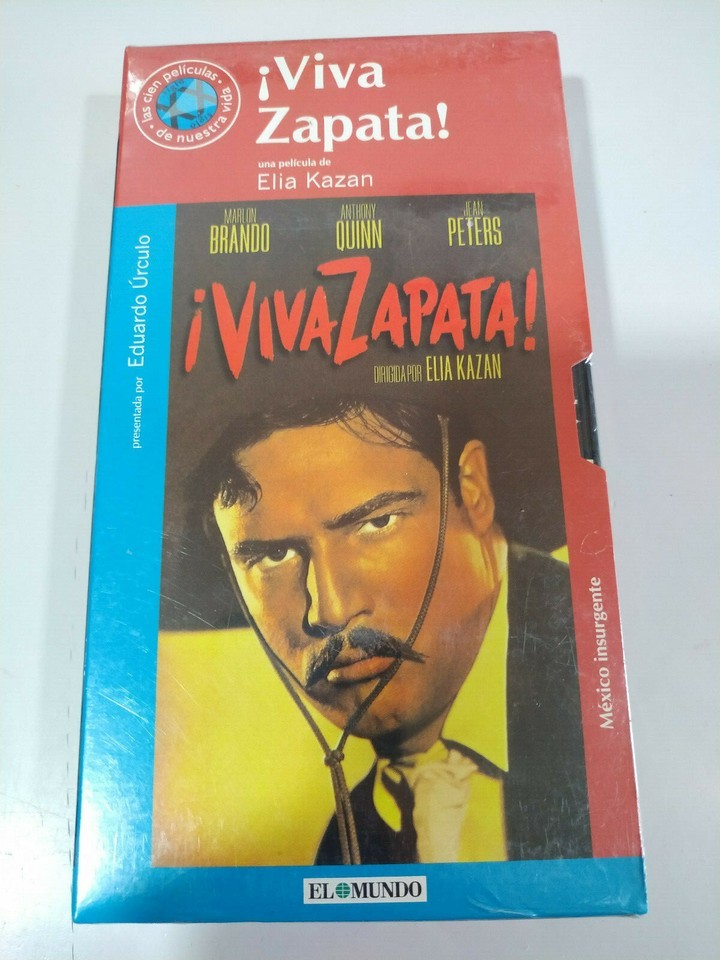 las cien películas
de nuestra vida
¡Viva
Zapata!
una película de
Elia Kazan
MARLON
BRANDO
ANTHONY
QUINN
JEAN
PETERS
¡VIVA ZAPATA!
DIRIGIDA POR ELIA KAZAN
presentada por Eduardo Úrculo
México insurgente
EL MUNDO